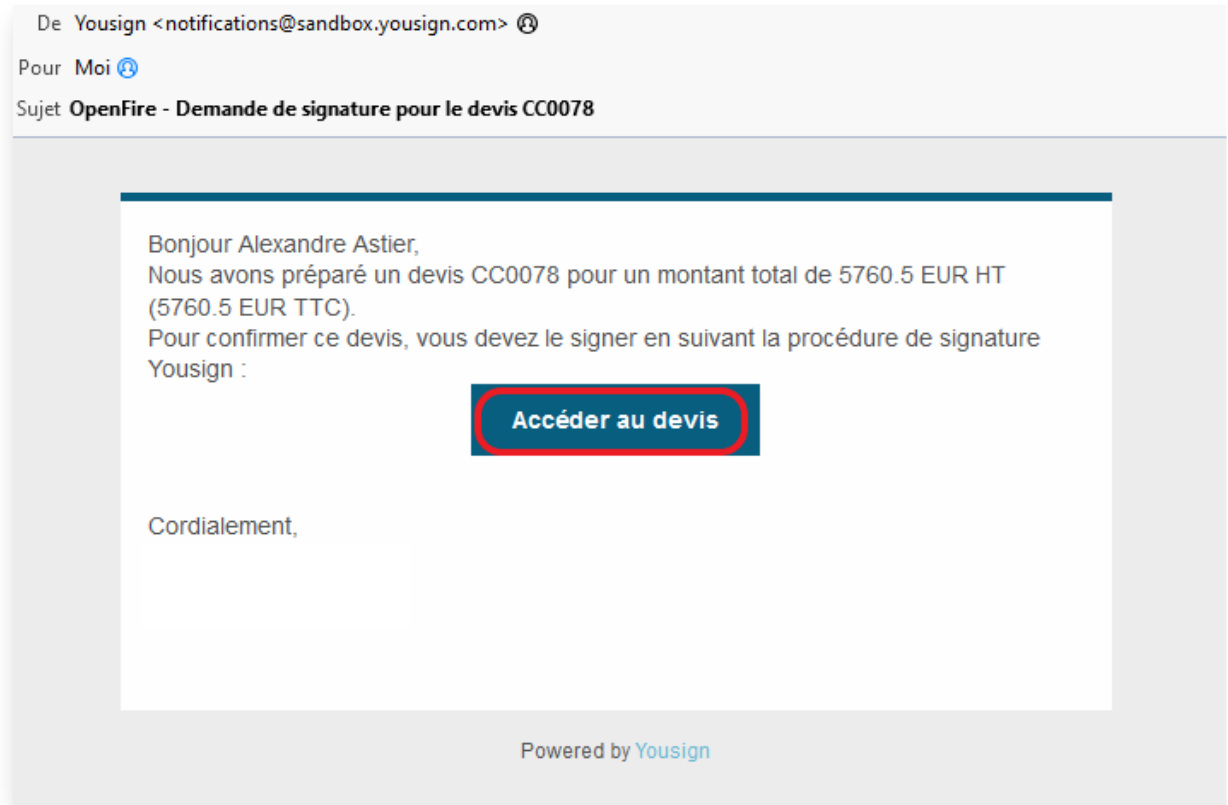 De Yousign <notifications@sandbox.yousign.com>
Pour Moi
Sujet OpenFire - Demande de signature pour le devis CC0078
Bonjour Alexandre Astier,
Nous avons préparé un devis CC0078 pour un montant total de 5760.5 EUR HT
(5760.5 EUR TTC).
Pour confirmer ce devis, vous devez le signer en suivant la procédure de signature
Yousign :
Accéder au devis
Cordialement,
Powered by Yousign